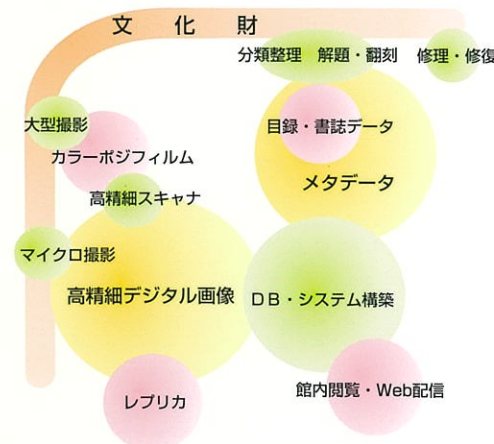 文化財
分類整理 解題・翻刻
修理・修復
大型撮影
目録・書誌データ
カラーポジフィルム
メタデータ
高精細スキャナ
マイクロ撮影
高精細デジタル画像
DB・システム構築
館内閲覧・Web配信
レプリカ